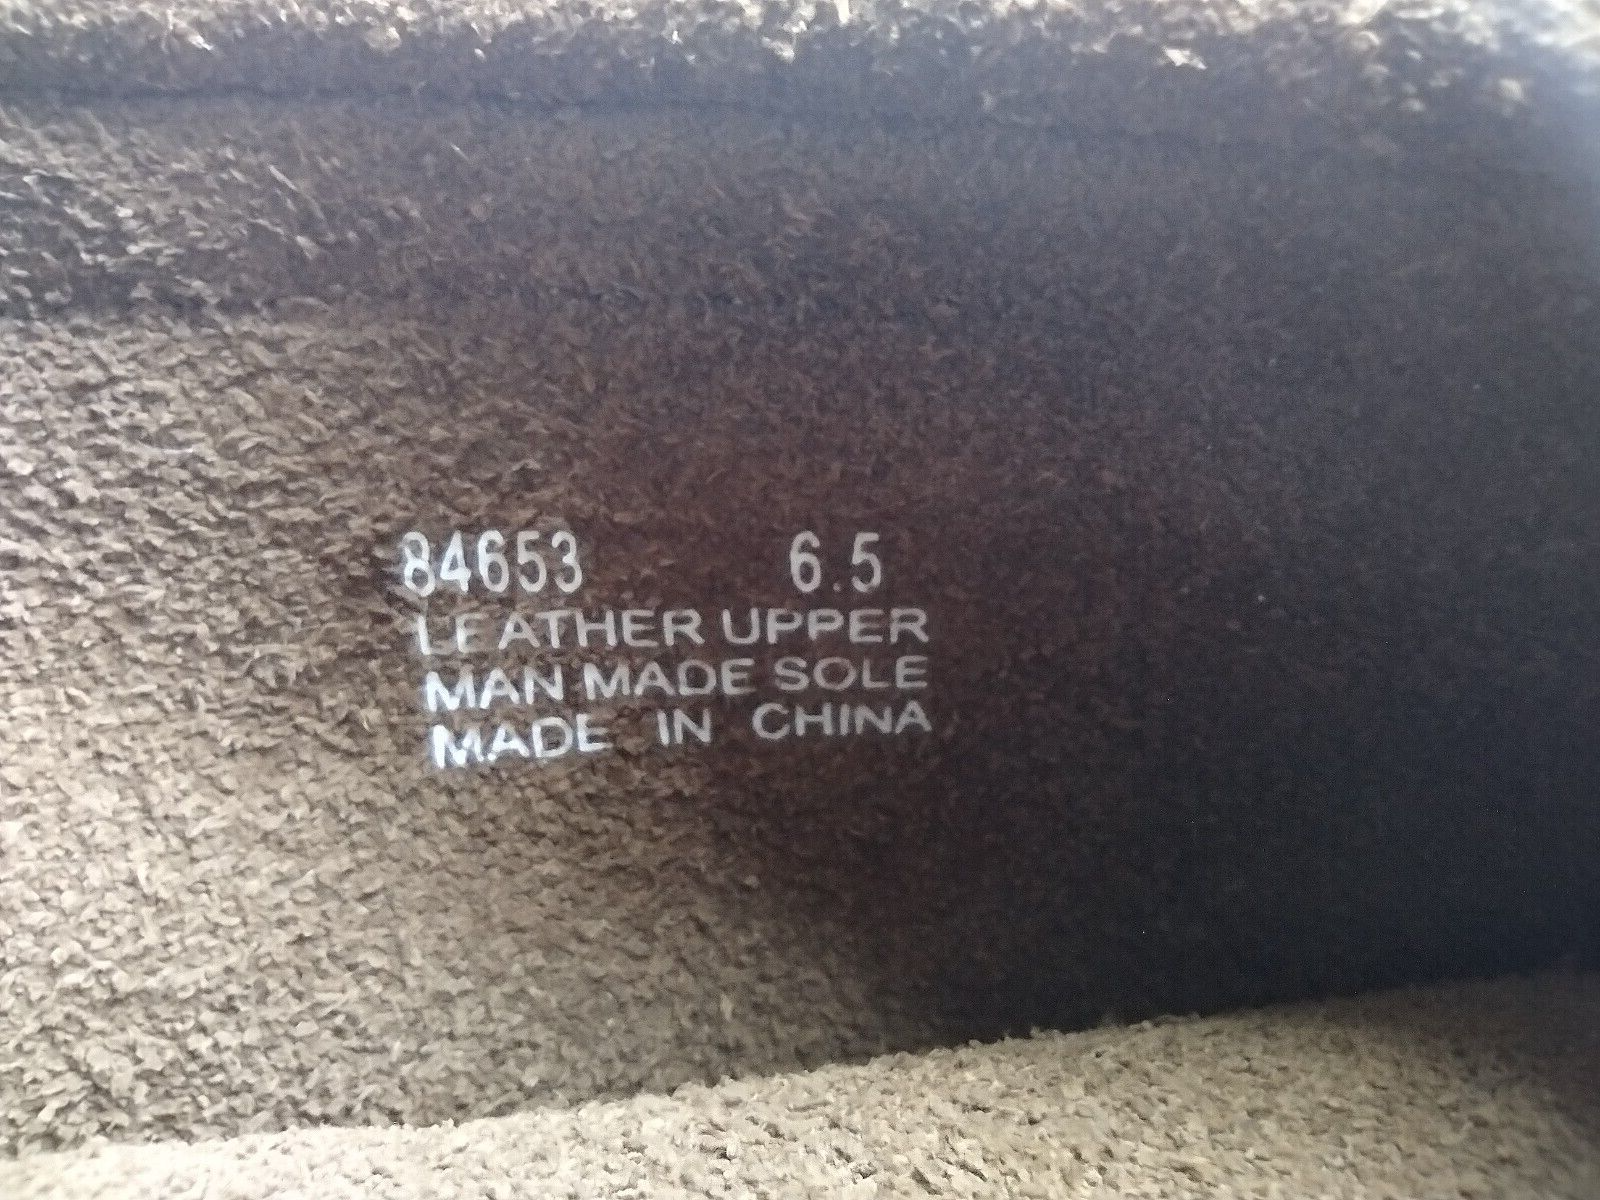 84653 6.5
LEATHER UPPER
MAN MADE SOLE
MADE IN CHINA